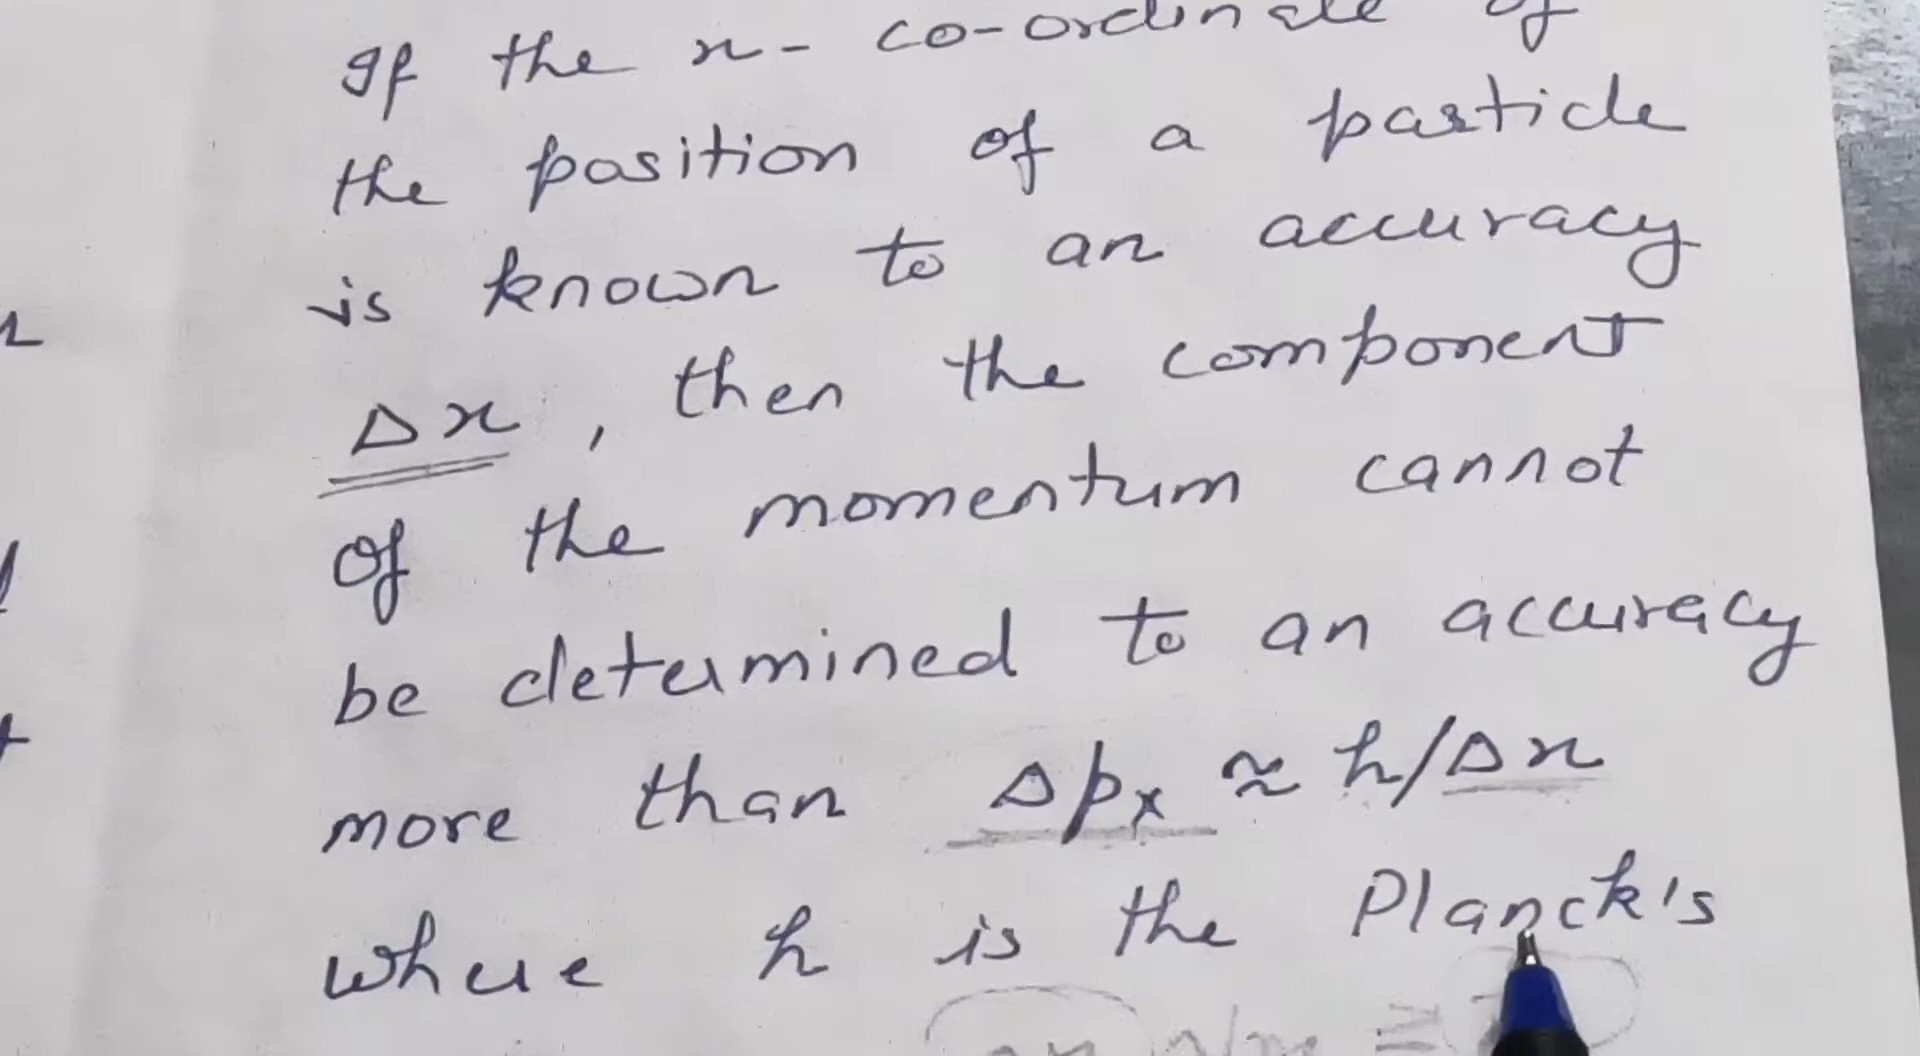 If the x- co-ordinate of
the position of a particle
is known to an accuracy
Δx, then the component
of the momentum cannot
be determined to an accuracy
more than Δpx ≈ h/Δx
where h is the Planck's